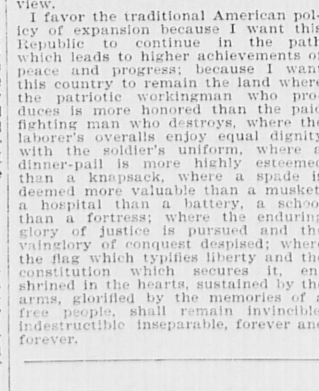 view.
I favor the traditional American pol-
icy of expansion because I want this
Republic to continue in the path
which leads to higher achievements o
peace and progress; because I wan
this country to remain the land wher
the patriotic workingman who pro-
duces is more honored than the paid
fighting man who destroys, where the
laborer's overalls enjoy equal dignity
with the soldier's uniform, where a
dinner-pail is more highly esteemed
than a knapsack, where a spade is
deemed more valuable than a musket
a hospital than a battery, a schoo
than a fortress; where the enduring
glory of justice is pursued and the
vainglory of conquest despised; where
the flag which typifies liberty and the
constitution which secures it, en
shrined in the hearts, sustained by the
arms, glorified by the memories of a
free people, shall remain invincible
indestructible inseparable, forever and
forever.